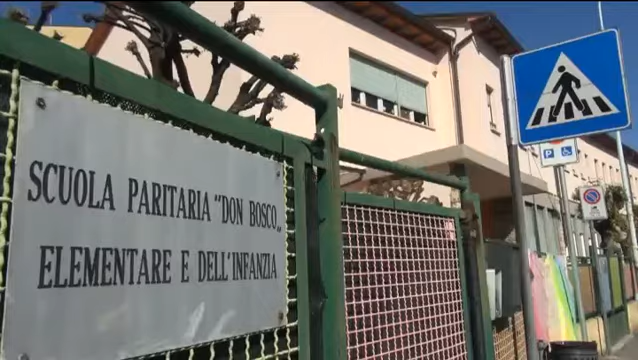 SCUOLA PARITARIA "DON BOSCO„
ELEMENTARE E DELL'INFANZIA
P